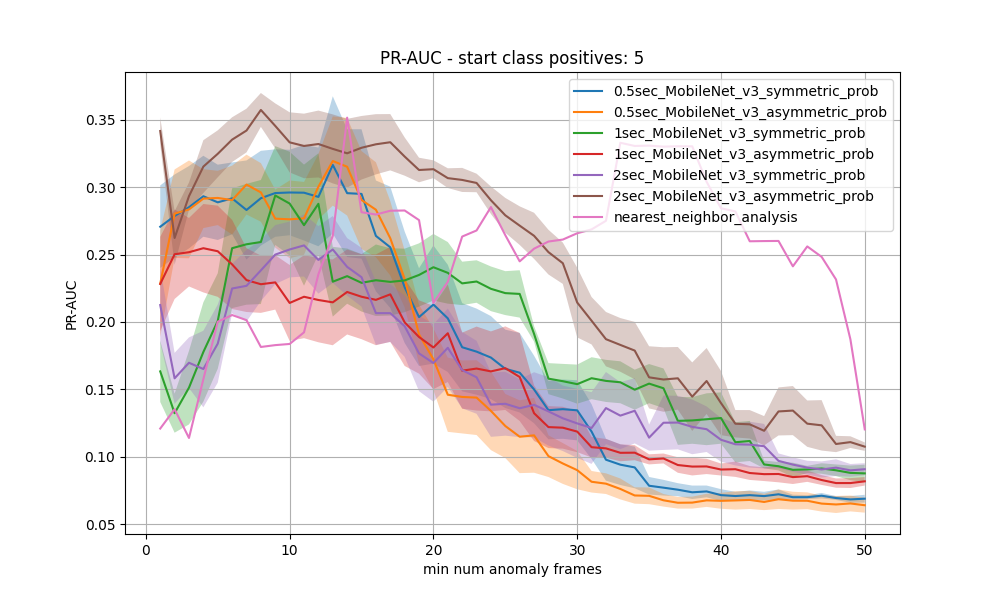 PR-AUC - start class positives: 5
0.5sec_MobileNet_v3_symmetric_prob
0.5sec_MobileNet_v3_asymmetric_prob
1sec_MobileNet_v3_symmetric_prob
1sec_MobileNet_v3_asymmetric_prob
2sec_MobileNet_v3_symmetric_prob
2sec_MobileNet_v3_asymmetric_prob
nearest_neighbor_analysis
PR-AUC
0.35
0.30
0.25
0.20
0.15
0.10
0.05
0 10 20 30 40 50
min num anomaly frames